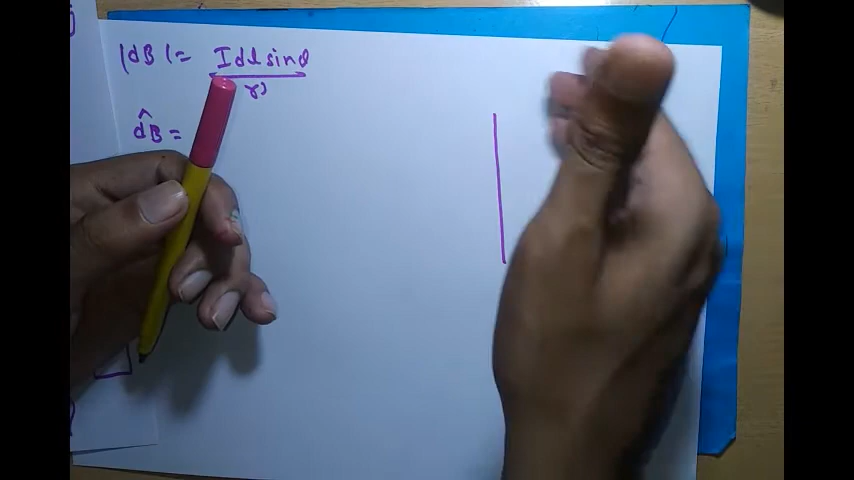 |dB| = Idl sinθ
r²
dB̂ =